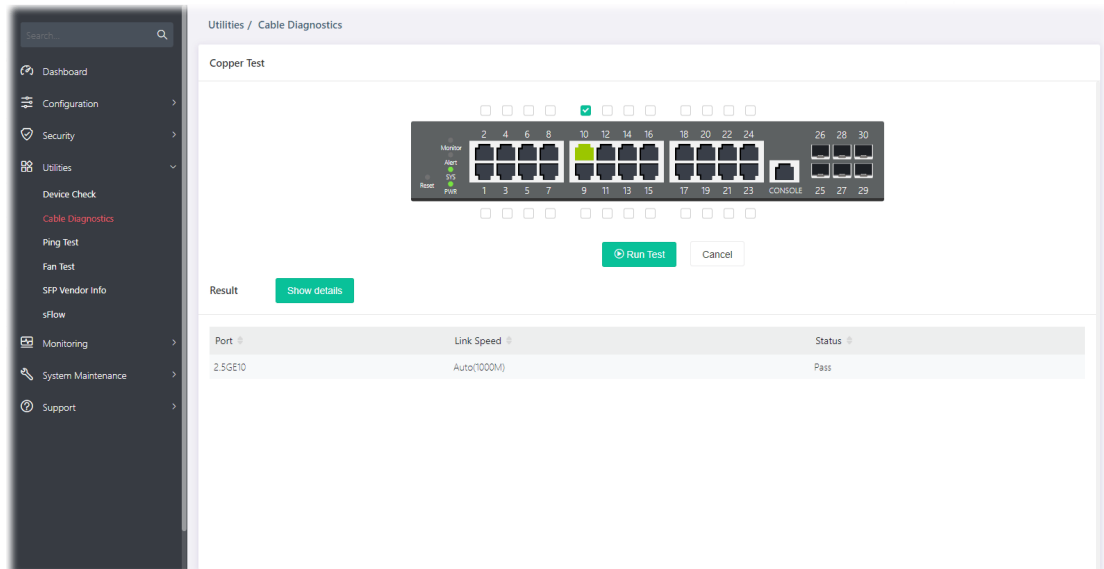 Search...
Dashboard
Configuration
Security
Utilities
Device Check
Cable Diagnostics
Ping Test
Fan Test
SFP Vendor Info
sFlow
Monitoring
System Maintenance
Support
Utilities / Cable Diagnostics
Copper Test
2 4 6 8 10 12 14 16 18 20 22 24 26 28 30
Monitor
Alert
SYS
Reset PWR
1 3 5 7 9 11 13 15 17 19 21 23 CONSOLE 25 27 29
Run Test Cancel
Result Show details
Port Link Speed Status
2.5GE10 Auto(1000M) Pass